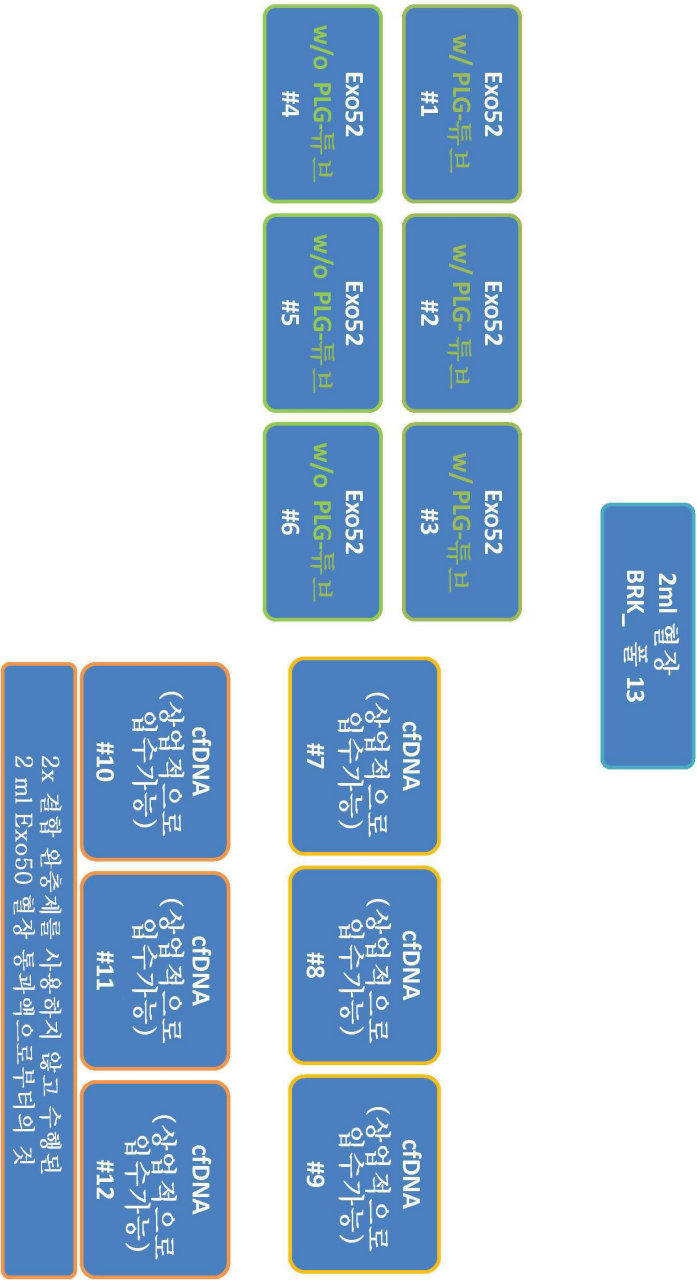 2ml 혈장
BRK_ 풀 13
Exo52
w/ PLG-튜브
#1
Exo52
w/ PLG- 튜브
#2
Exo52
w/ PLG-튜브
#3
Exo52
w/o PLG-튜브
#4
Exo52
w/o PLG-튜브
#5
Exo52
w/o PLG-튜브
#6
cfDNA
(상업적으로
입수가능)
#7
cfDNA
(상업적으로
입수가능)
#8
cfDNA
(상업적으로
입수가능)
#9
cfDNA
(상업적으로
입수가능)
#10
cfDNA
(상업적으로
입수가능)
#11
cfDNA
(상업적으로
입수가능)
#12
2x 결합 완충제를 사용하지 않고 수행된
2 ml Exo50 혈장 통과액으로부터의 것